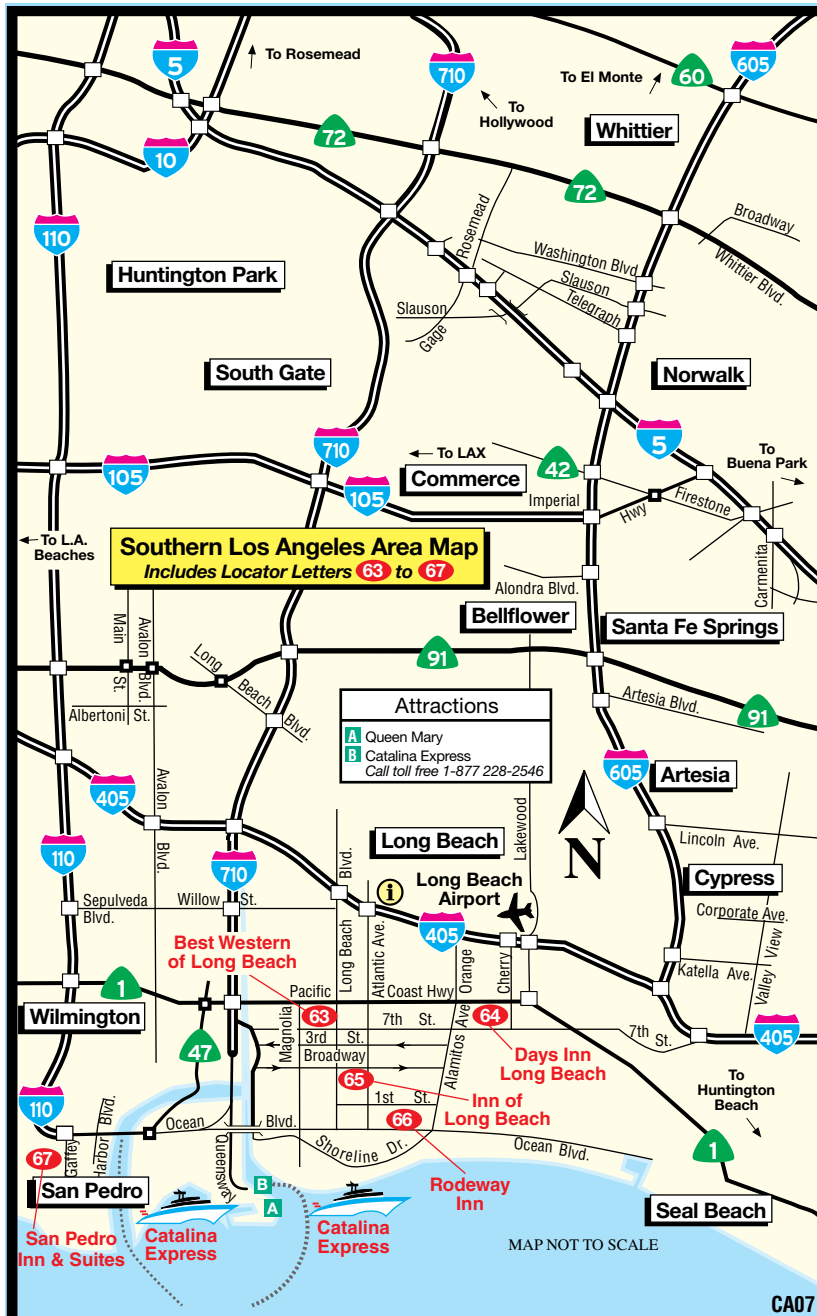 To Rosemead
5
710
605
To El Monte
60
To
Hollywood
Whittier
72
10
72
110
Rosemead
Broadway
Washington Blvd.
Whittier Blvd.
Huntington Park
Slauson
Telegraph
Slauson
Gage
South Gate
Norwalk
710
5
To LAX
To
Buena Park
42
105
Commerce
105
Imperial
Hwy
Firestone
To L.A.
Beaches
Southern Los Angeles Area Map
Includes Locator Letters 63 to 67
Alondra Blvd.
Carmenita
Main
St.
Avalon
Blvd.
Bellflower
Santa Fe Springs
Long
Beach
Blvd.
91
Albertoni St.
Artesia Blvd.
91
Attractions
A Queen Mary
B Catalina Express
Call toll free 1-877 228-2546
605
Artesia
405
Avalon
Blvd.
Lakewood
N
110
Long Beach
Blvd.
Lincoln Ave.
710
i
Long Beach
Airport
Cypress
Sepulveda
Blvd.
Willow St.
Corporate Ave.
405
Best Western
of Long Beach
Long Beach
Atlantic Ave.
Orange
Cherry
Katella Ave.
Valley View
1
Pacific
Coast Hwy
Wilmington
63
7th St.
64
7th
St.
405
Magnolia
3rd St.
Broadway
Alamitos Ave
Days Inn
Long Beach
47
65
Inn of
Long Beach
1st St.
To
Huntington
Beach
110
Harbor Blvd.
Ocean
Blvd.
66
Shoreline Dr.
Ocean Blvd.
1
67
Gaffey
Queensway
Rodeway
Inn
San Pedro
B
A
Seal Beach
San Pedro
Inn & Suites
Catalina
Express
Catalina
Express
MAP NOT TO SCALE
CA07